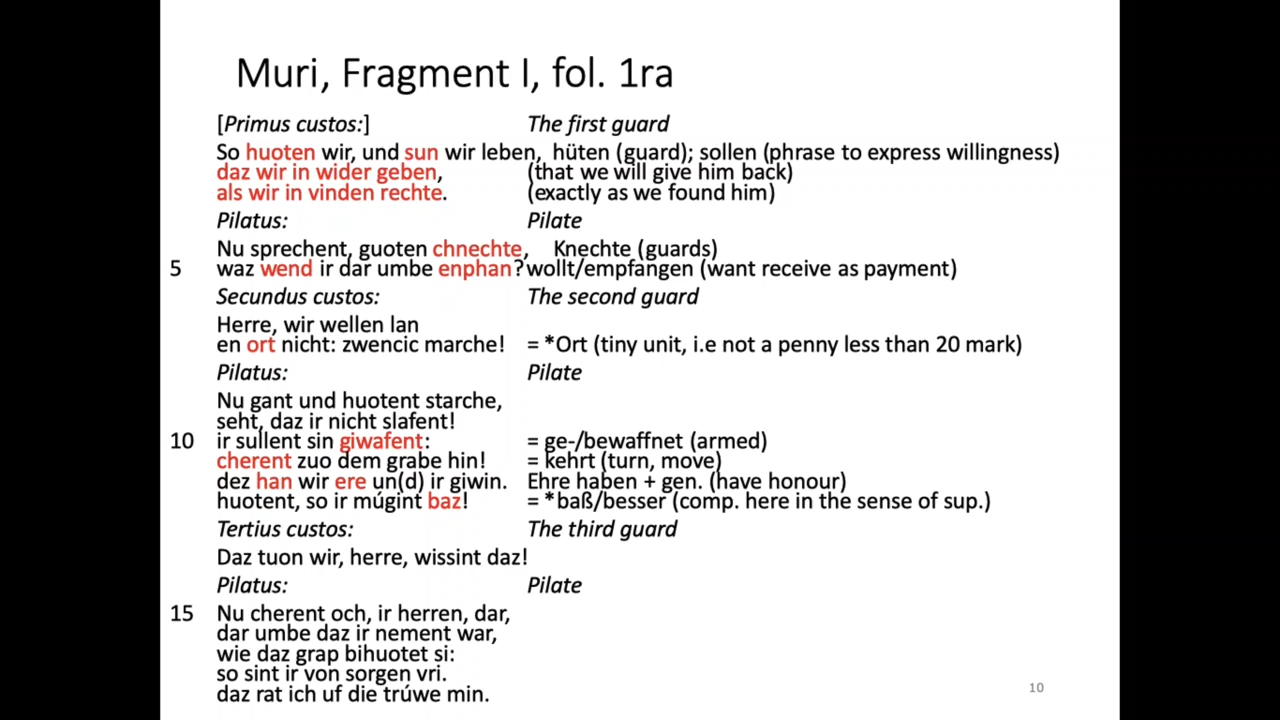 Muri, Fragment I, fol. 1ra
[Primus custos:] The first guard
So huoten wir, und sun wir leben, hüten (guard); sollen (phrase to express willingness)
daz wir in wider geben, (that we will give him back)
als wir in vinden rechte. (exactly as we found him)
Pilatus: Pilate
Nu sprechent, guoten chnechte, Knechte (guards)
5 waz wend ir dar umbe enphan? wollt/empfangen (want receive as payment)
Secundus custos: The second guard
Herre, wir wellen lan
en ort nicht: zwencic marche! = *Ort (tiny unit, i.e not a penny less than 20 mark)
Pilatus: Pilate
Nu gant und huotent starche,
seht, daz ir nicht slafent!
10 ir sullent sin giwafent: = ge-/bewaffnet (armed)
cherent zuo dem grabe hin! = kehrt (turn, move)
dez han wir ere un(d) ir giwin. Ehre haben + gen. (have honour)
huotent, so ir múgint baz! = *baß/besser (comp. here in the sense of sup.)
Tertius custos: The third guard
Daz tuon wir, herre, wissint daz!
Pilatus: Pilate
15 Nu cherent och, ir herren, dar,
dar umbe daz ir nement war,
wie daz grap bihuotet si:
so sint ir von sorgen vri.
daz rat ich uf die trúwe min.
10